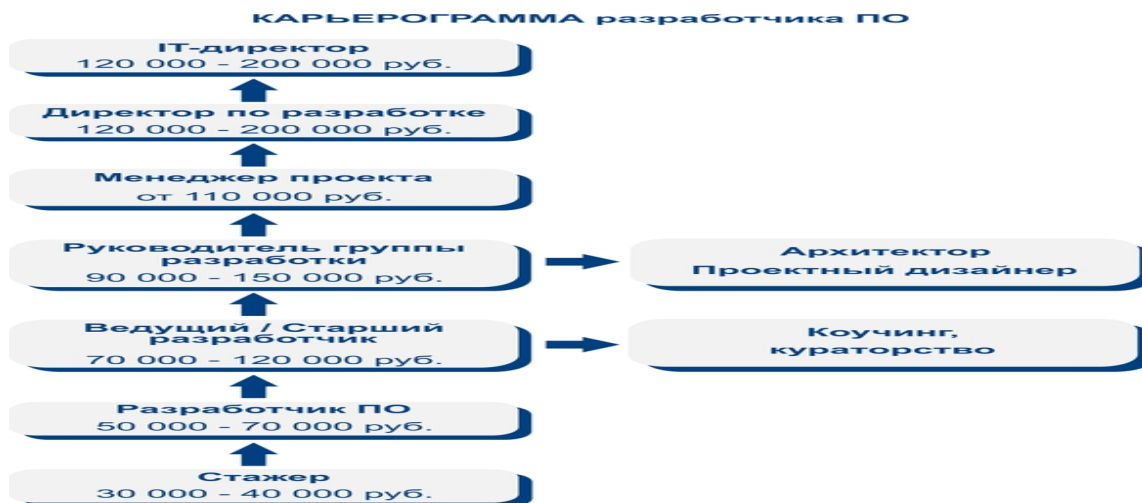 КАРЬЕРОГРАММА разработчика ПО
IT-директор
120 000 - 200 000 руб.
Директор по разработке
120 000 - 200 000 руб.
Менеджер проекта
от 110 000 руб.
Руководитель группы
разработки
90 000 - 150 000 руб.
Архитектор
Проектный дизайнер
Ведущий / Старший
разработчик
70 000 - 120 000 руб.
Коучинг,
кураторство
Разработчик ПО
50 000 - 70 000 руб.
Стажер
30 000 - 40 000 руб.